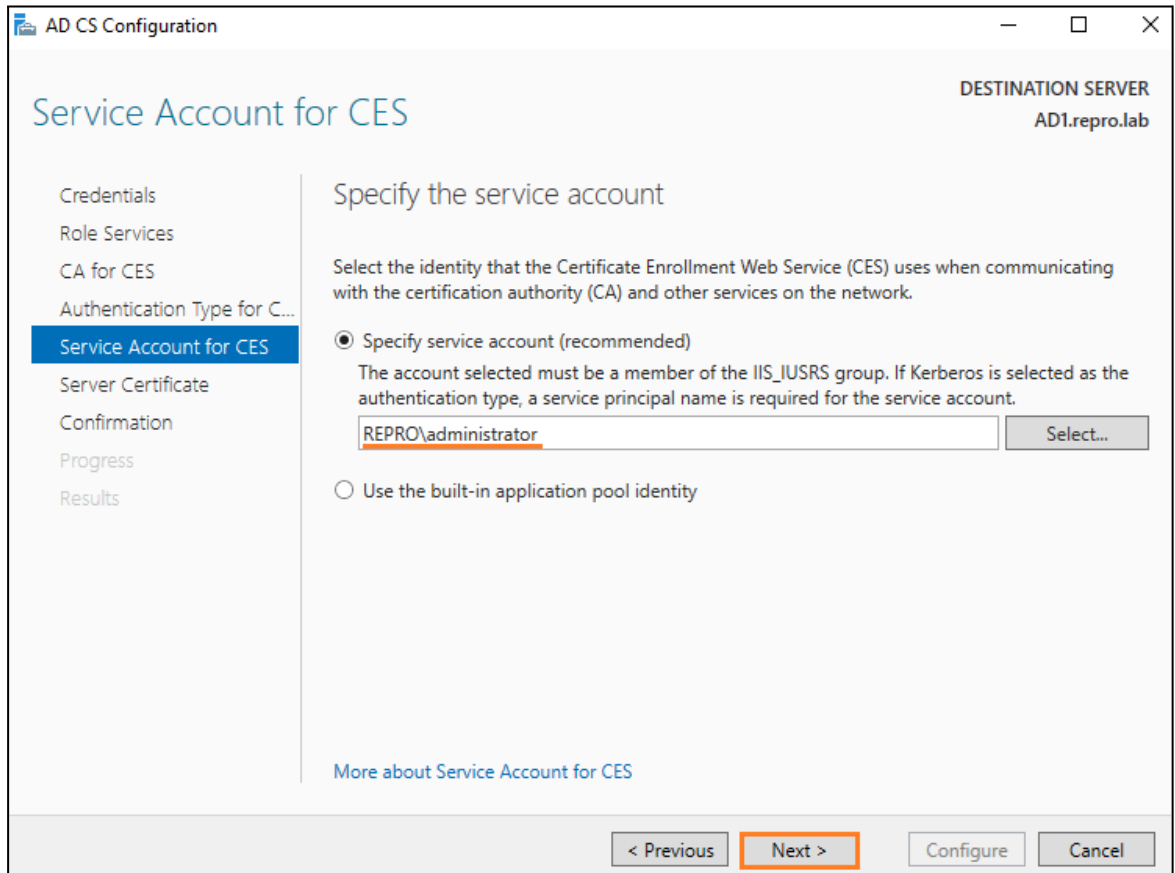 AD CS Configuration
DESTINATION SERVER
AD1.repro.lab
Service Account for CES
Credentials
Role Services
CA for CES
Authentication Type for C...
Service Account for CES
Server Certificate
Confirmation
Progress
Results
Specify the service account
Select the identity that the Certificate Enrollment Web Service (CES) uses when communicating
with the certification authority (CA) and other services on the network.
Specify service account (recommended)
The account selected must be a member of the IIS_IUSRS group. If Kerberos is selected as the
authentication type, a service principal name is required for the service account.
REPRO\administrator
Select...
Use the built-in application pool identity
More about Service Account for CES
< Previous
Next >
Configure
Cancel